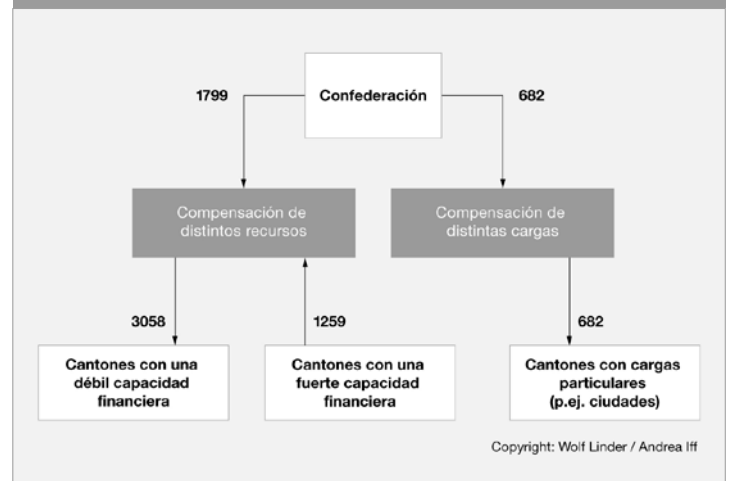 1799
Confederación
682
Compensación de
distintos recursos
Compensación de
distintas cargas
3058
1259
682
Cantones con una
débil capacidad
financiera
Cantones con una
fuerte capacidad
financiera
Cantones con cargas
particulares
(p.ej. ciudades)
Copyright: Wolf Linder / Andrea Iff